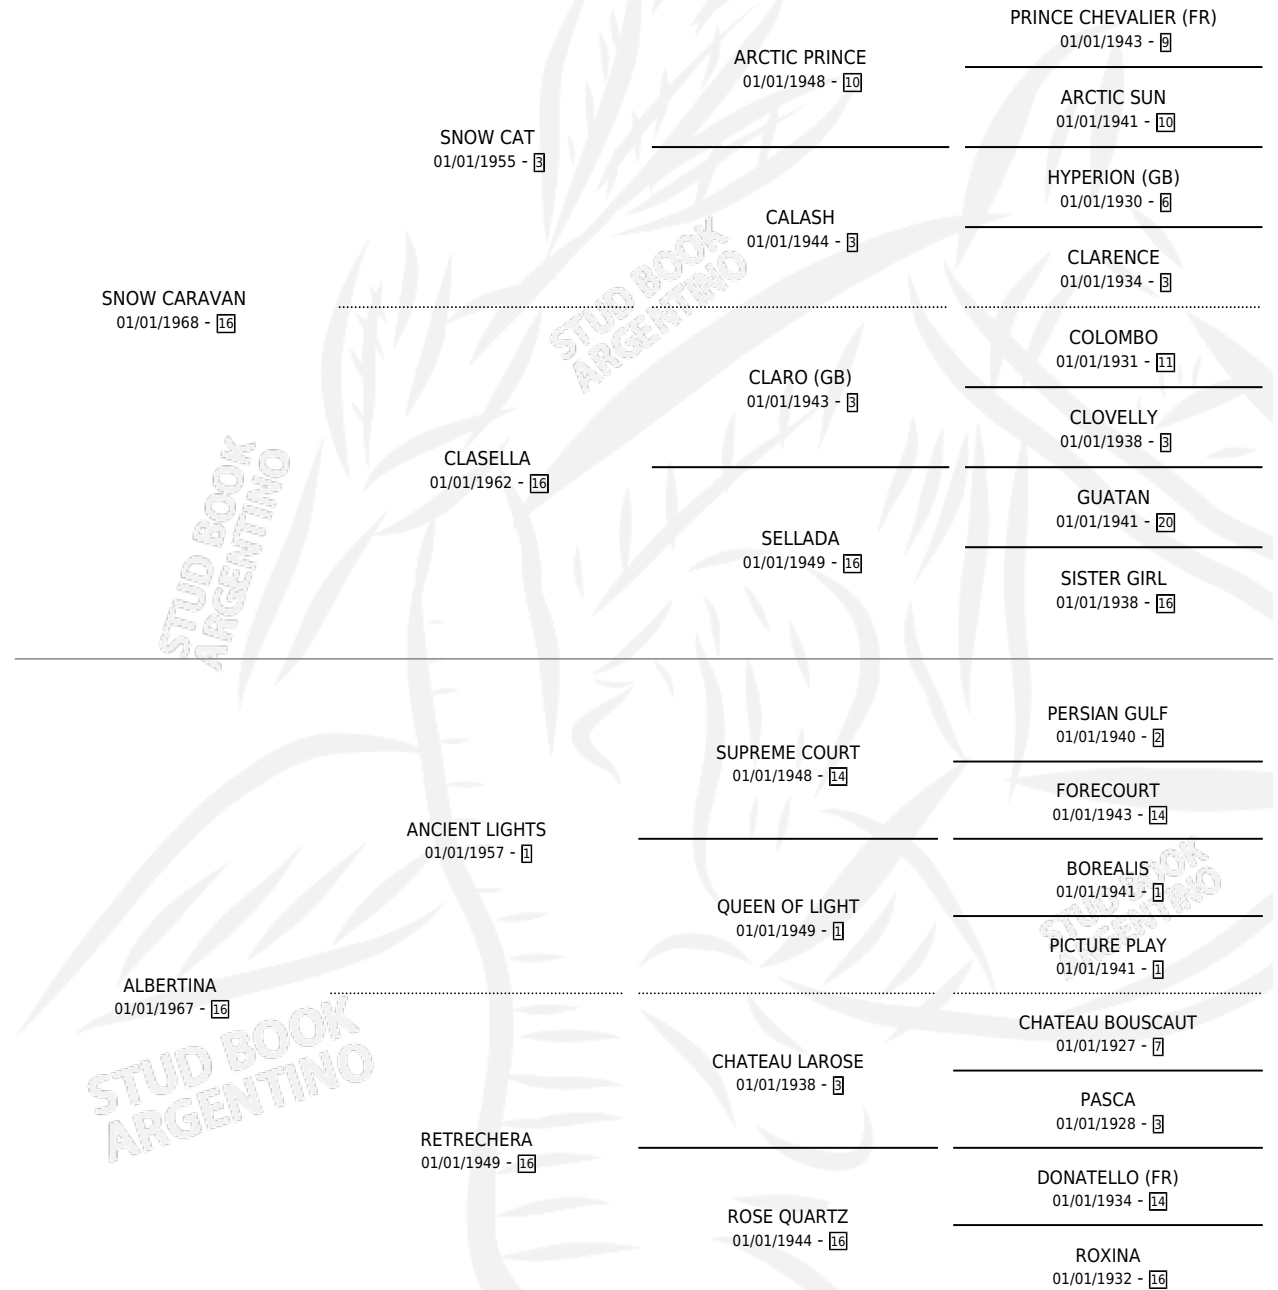 PRINCE CHEVALIER (FR)
01/01/1943 - 9
ARCTIC PRINCE
01/01/1948 - 10
ARCTIC SUN
01/01/1941 - 10
SNOW CAT
01/01/1955 - 3
HYPERION (GB)
01/01/1930 - 6
CALASH
01/01/1944 - 3
CLARENCE
01/01/1934 - 3
SNOW CARAVAN
01/01/1968 - 16
COLOMBO
01/01/1931 - 11
CLARO (GB)
01/01/1943 - 3
CLOVELLY
01/01/1938 - 3
CLASELLA
01/01/1962 - 16
GUATAN
01/01/1941 - 20
SELLADA
01/01/1949 - 16
SISTER GIRL
01/01/1938 - 16
PERSIAN GULF
01/01/1940 - 2
SUPREME COURT
01/01/1948 - 14
FORECOURT
01/01/1943 - 14
ANCIENT LIGHTS
01/01/1957 - 1
BOREALIS
01/01/1941 - 1
QUEEN OF LIGHT
01/01/1949 - 1
PICTURE PLAY
01/01/1941 - 1
ALBERTINA
01/01/1967 - 16
CHATEAU BOUSCAUT
01/01/1927 - 7
CHATEAU LAROSE
01/01/1938 - 3
PASCA
01/01/1928 - 3
RETRECHERA
01/01/1949 - 16
DONATELLO (FR)
01/01/1934 - 14
ROSE QUARTZ
01/01/1944 - 16
ROXINA
01/01/1932 - 16
STUD BOOK
ARGENTINO
STUD BOOK
ARGENTINO
STUD BOOK
ARGENTINO
STUD BOOK
ARGENTINO